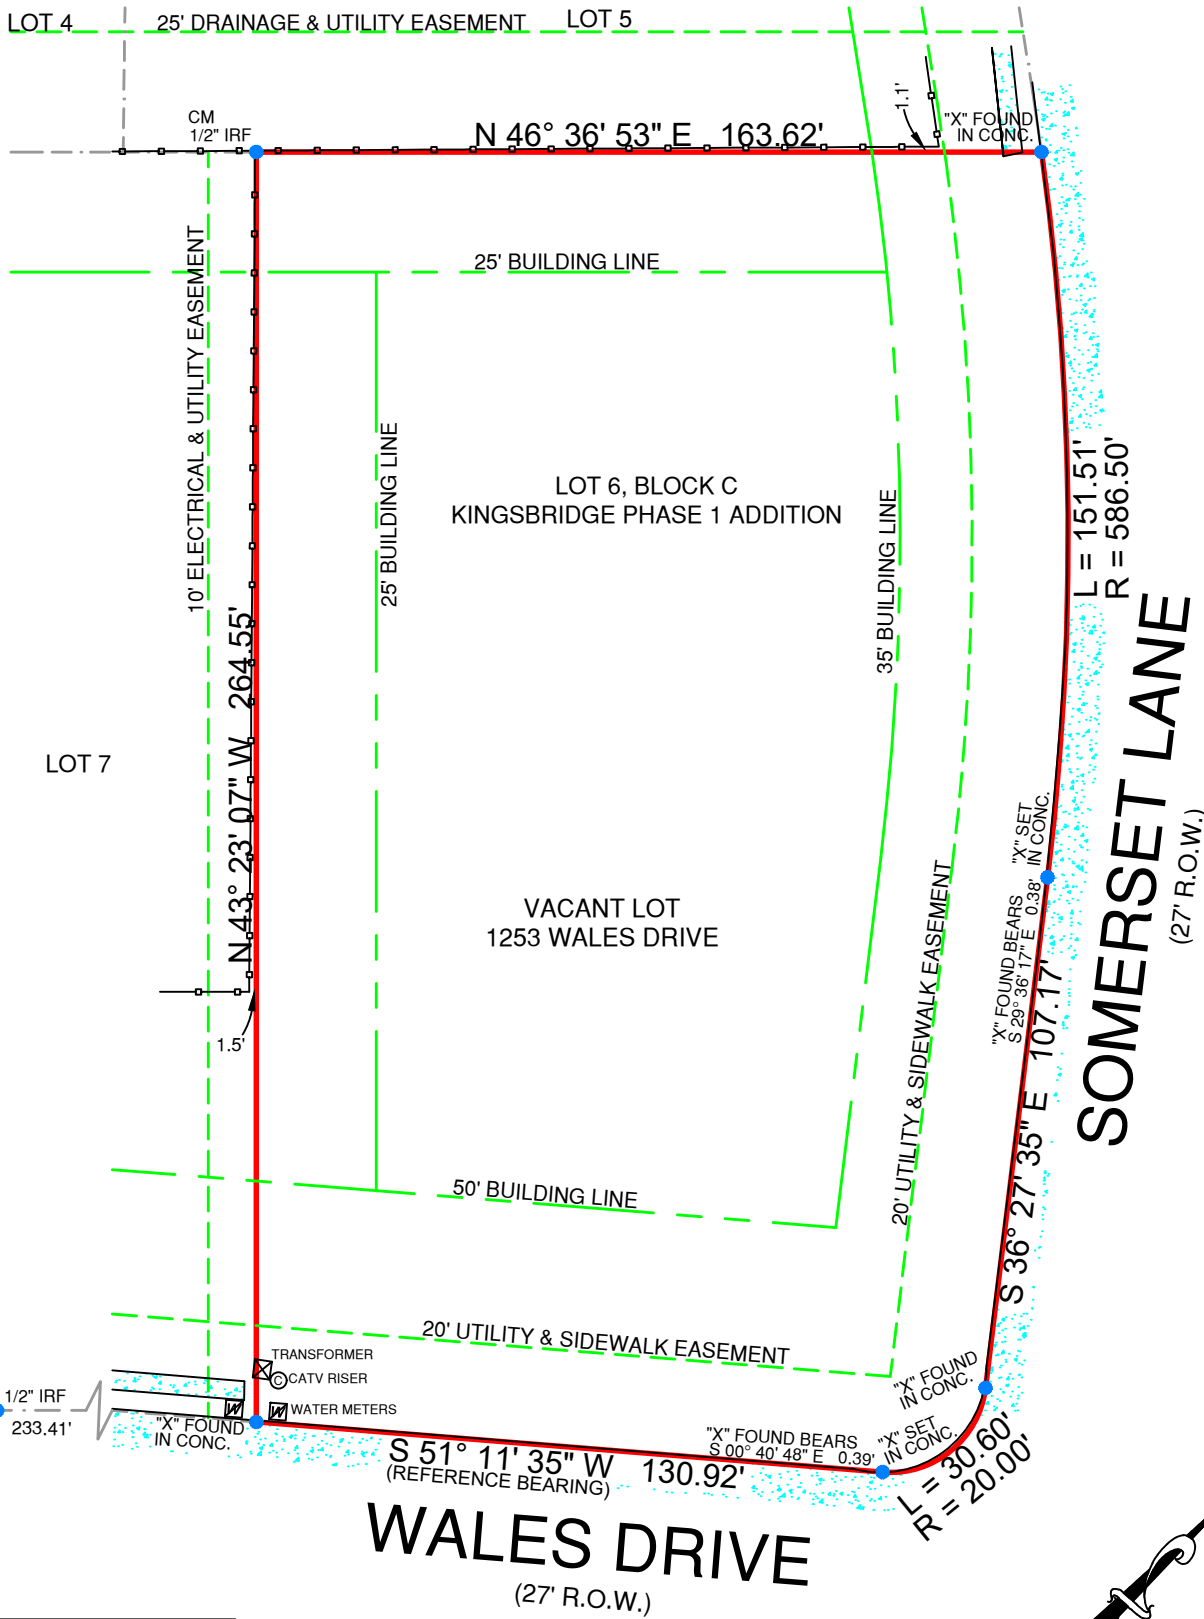 LOT 4
25' DRAINAGE & UTILITY EASEMENT
LOT 5
CM
1/2" IRF
N 46° 36' 53" E 163.62'
1.1'
"X" FOUND
IN CONC.
25' BUILDING LINE
10' ELECTRICAL & UTILITY EASEMENT
25' BUILDING LINE
LOT 6, BLOCK C
KINGSBRIDGE PHASE 1 ADDITION
35' BUILDING LINE
L = 151.51'
R = 586.50'
N 43° 23' 07" W 264.55'
LOT 7
SOMERSET LANE
(27' R.O.W.)
"X" SET
IN CONC.
"X" FOUND BEARS
S 29° 36' 17" E 0.38'
VACANT LOT
1253 WALES DRIVE
20' UTILITY & SIDEWALK EASEMENT
S 36° 27' 35" E 107.17'
1.5'
50' BUILDING LINE
20' UTILITY & SIDEWALK EASEMENT
TRANSFORMER
C CATV RISER
W W WATER METERS
1/2" IRF
233.41'
"X" FOUND
IN CONC.
"X" FOUND
IN CONC.
"X" FOUND BEARS
S 00° 40' 48" E 0.39'
"X" SET
IN CONC.
S 51° 11' 35" W 130.92'
(REFERENCE BEARING)
L = 30.60'
R = 20.00'
WALES DRIVE
(27' R.O.W.)